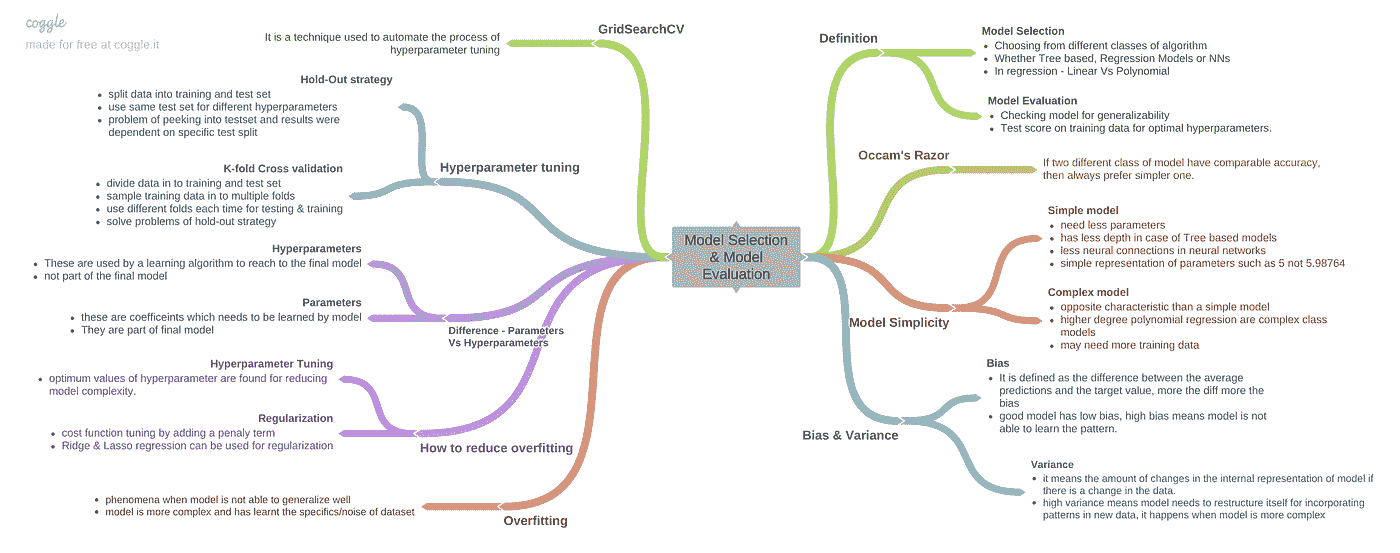 coggle
made for free at coggle.it
GridSearchCV
It is a technique used to automate the process of
hyperparameter tuning
Hold-Out strategy
split data into training and test set
use same test set for different hyperparameters
problem of peeking into testset and results were
dependent on specific test split
Hyperparameter tuning
K-fold Cross validation
divide data in to training and test set
sample training data in to multiple folds
use different folds each time for testing & training
solve problems of hold-out strategy
Hyperparameters
These are used by a learning algorithm to reach to the final model
not part of the final model
Parameters
these are coefficeints which needs to be learned by model
They are part of final model
Difference - Parameters
Vs Hyperparameters
Hyperparameter Tuning
optimum values of hyperparameter are found for reducing
model complexity.
Regularization
cost function tuning by adding a penaly term
Ridge & Lasso regression can be used for regularization
How to reduce overfitting
phenomena when model is not able to generalize well
model is more complex and has learnt the specifics/noise of dataset
Overfitting
Model Selection
& Model
Evaluation
Definition
Model Selection
Choosing from different classes of algorithm
Whether Tree based, Regression Models or NNs
In regression - Linear Vs Polynomial
Model Evaluation
Checking model for generalizability
Test score on training data for optimal hyperparameters.
Occam's Razor
If two different class of model have comparable accuracy,
then always prefer simpler one.
Simple model
need less parameters
has less depth in case of Tree based models
less neural connections in neural networks
simple representation of parameters such as 5 not 5.98764
Complex model
opposite characteristic than a simple model
higher degree polynomial regression are complex class
models
may need more training data
Model Simplicity
Bias
It is defined as the difference between the average
predictions and the target value, more the diff more the
bias
good model has low bias, high bias means model is not
able to learn the pattern.
Bias & Variance
Variance
it means the amount of changes in the internal representation of model if
there is a change in the data.
high variance means model needs to restructure itself for incorporating
patterns in new data, it happens when model is more complex